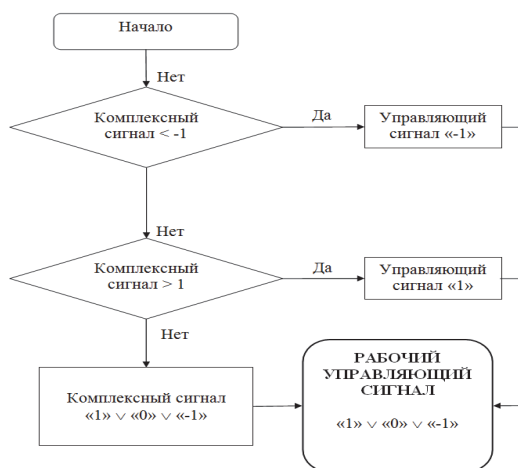 Начало
Нет
Комплексный
сигнал < -1
Да
Управляющий
сигнал «-1»
Нет
Комплексный
сигнал > 1
Да
Управляющий
сигнал «1»
Нет
Комплексный сигнал
«1» ∨ «0» ∨ «-1»
РАБОЧИЙ
УПРАВЛЯЮЩИЙ
СИГНАЛ
«1» ∨ «0» ∨ «-1»